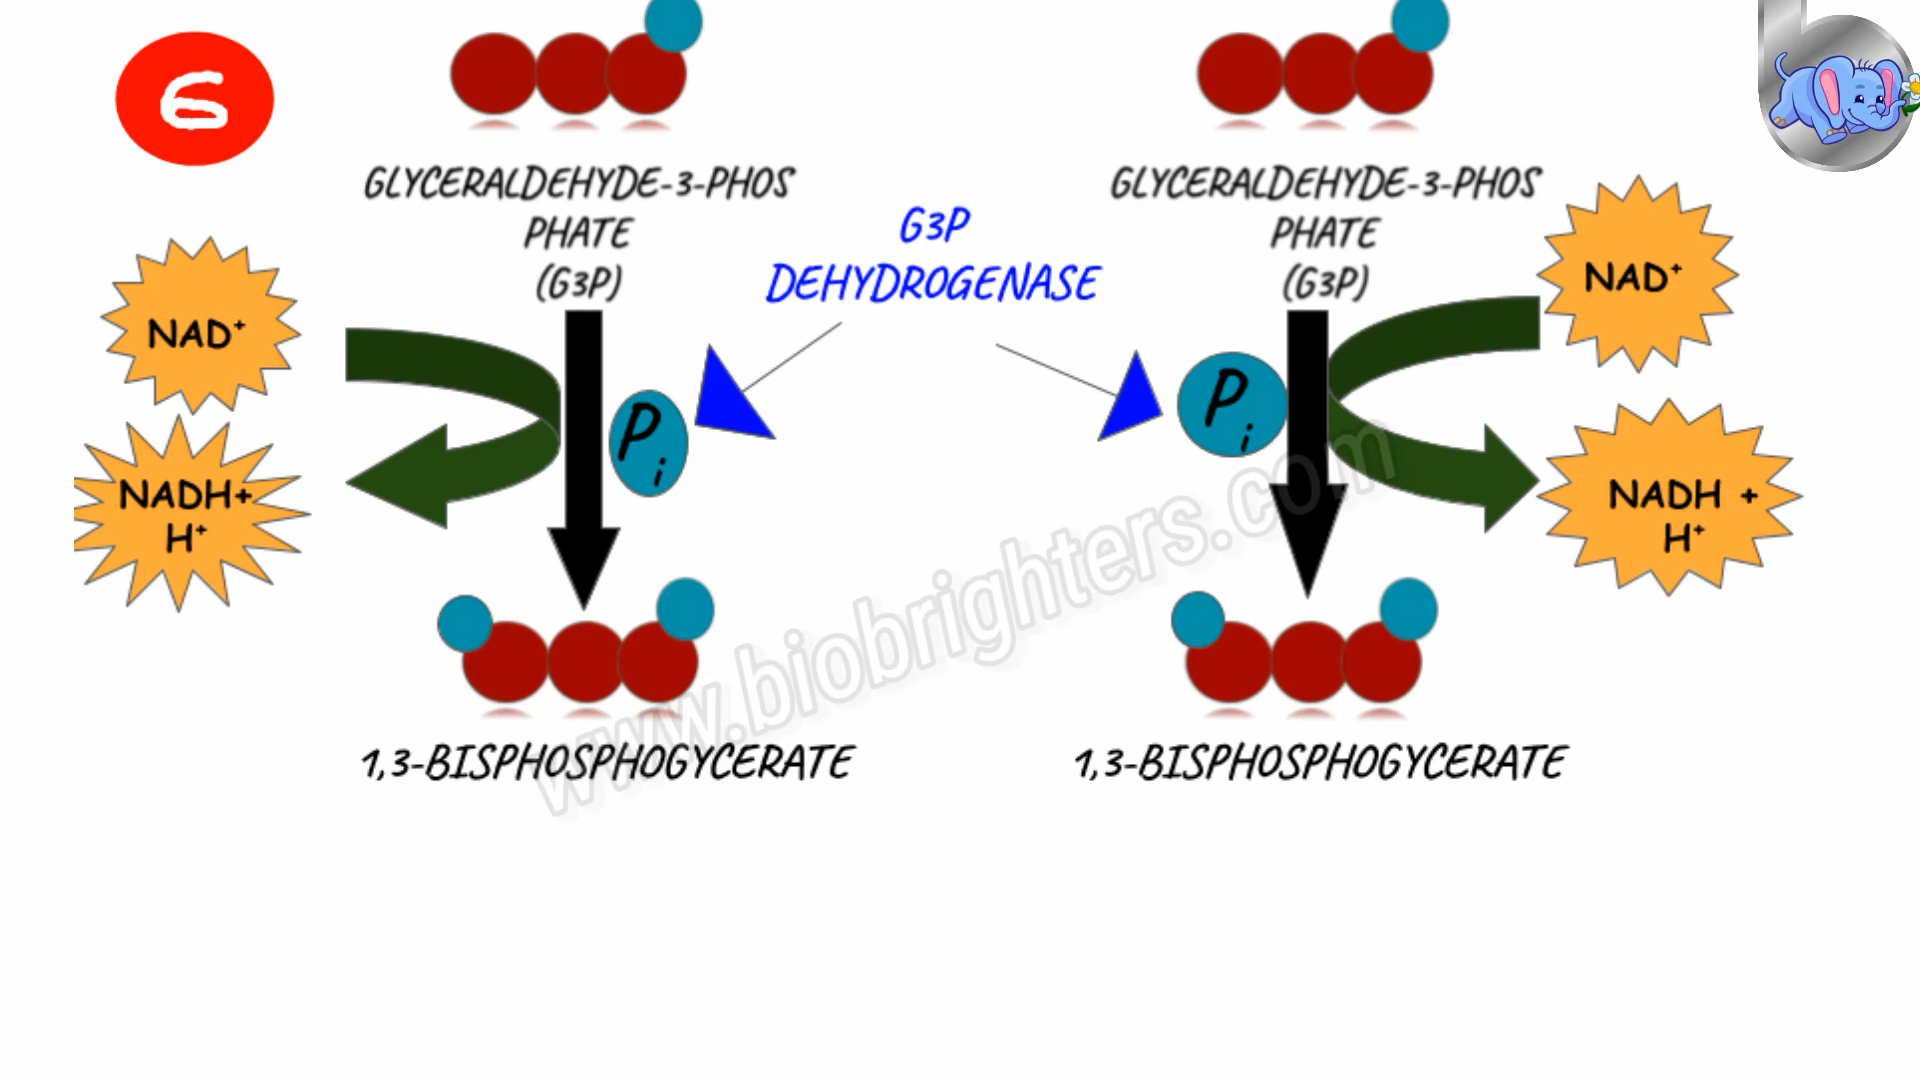 6
GLYCERALDEHYDE-3-PHOS
PHATE
(G3P)
GLYCERALDEHYDE-3-PHOS
PHATE
(G3P)
G3P
DEHYDROGENASE
NAD⁺
NADH+
H⁺
Pi
Pi
NAD⁺
NADH +
H⁺
www.biobrighters.com
1,3-BISPHOSPHOGYCERATE
1,3-BISPHOSPHOGYCERATE